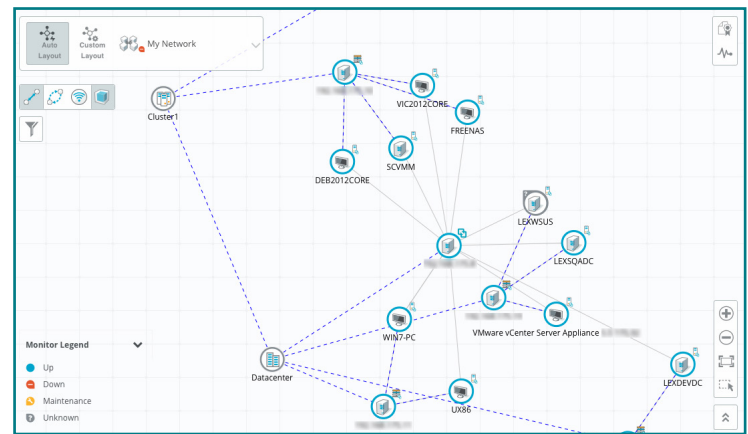 Auto
Layout
Custom
Layout
My Network
Cluster1
VIC2012CORE
FREENAS
DEB2012CORE
SCVMM
LEXWSUS
LEXSQADC
WIN7-PC
VMware vCenter Server Appliance
Datacenter
UX86
LEXDEVDC
Monitor Legend
Up
Down
Maintenance
Unknown